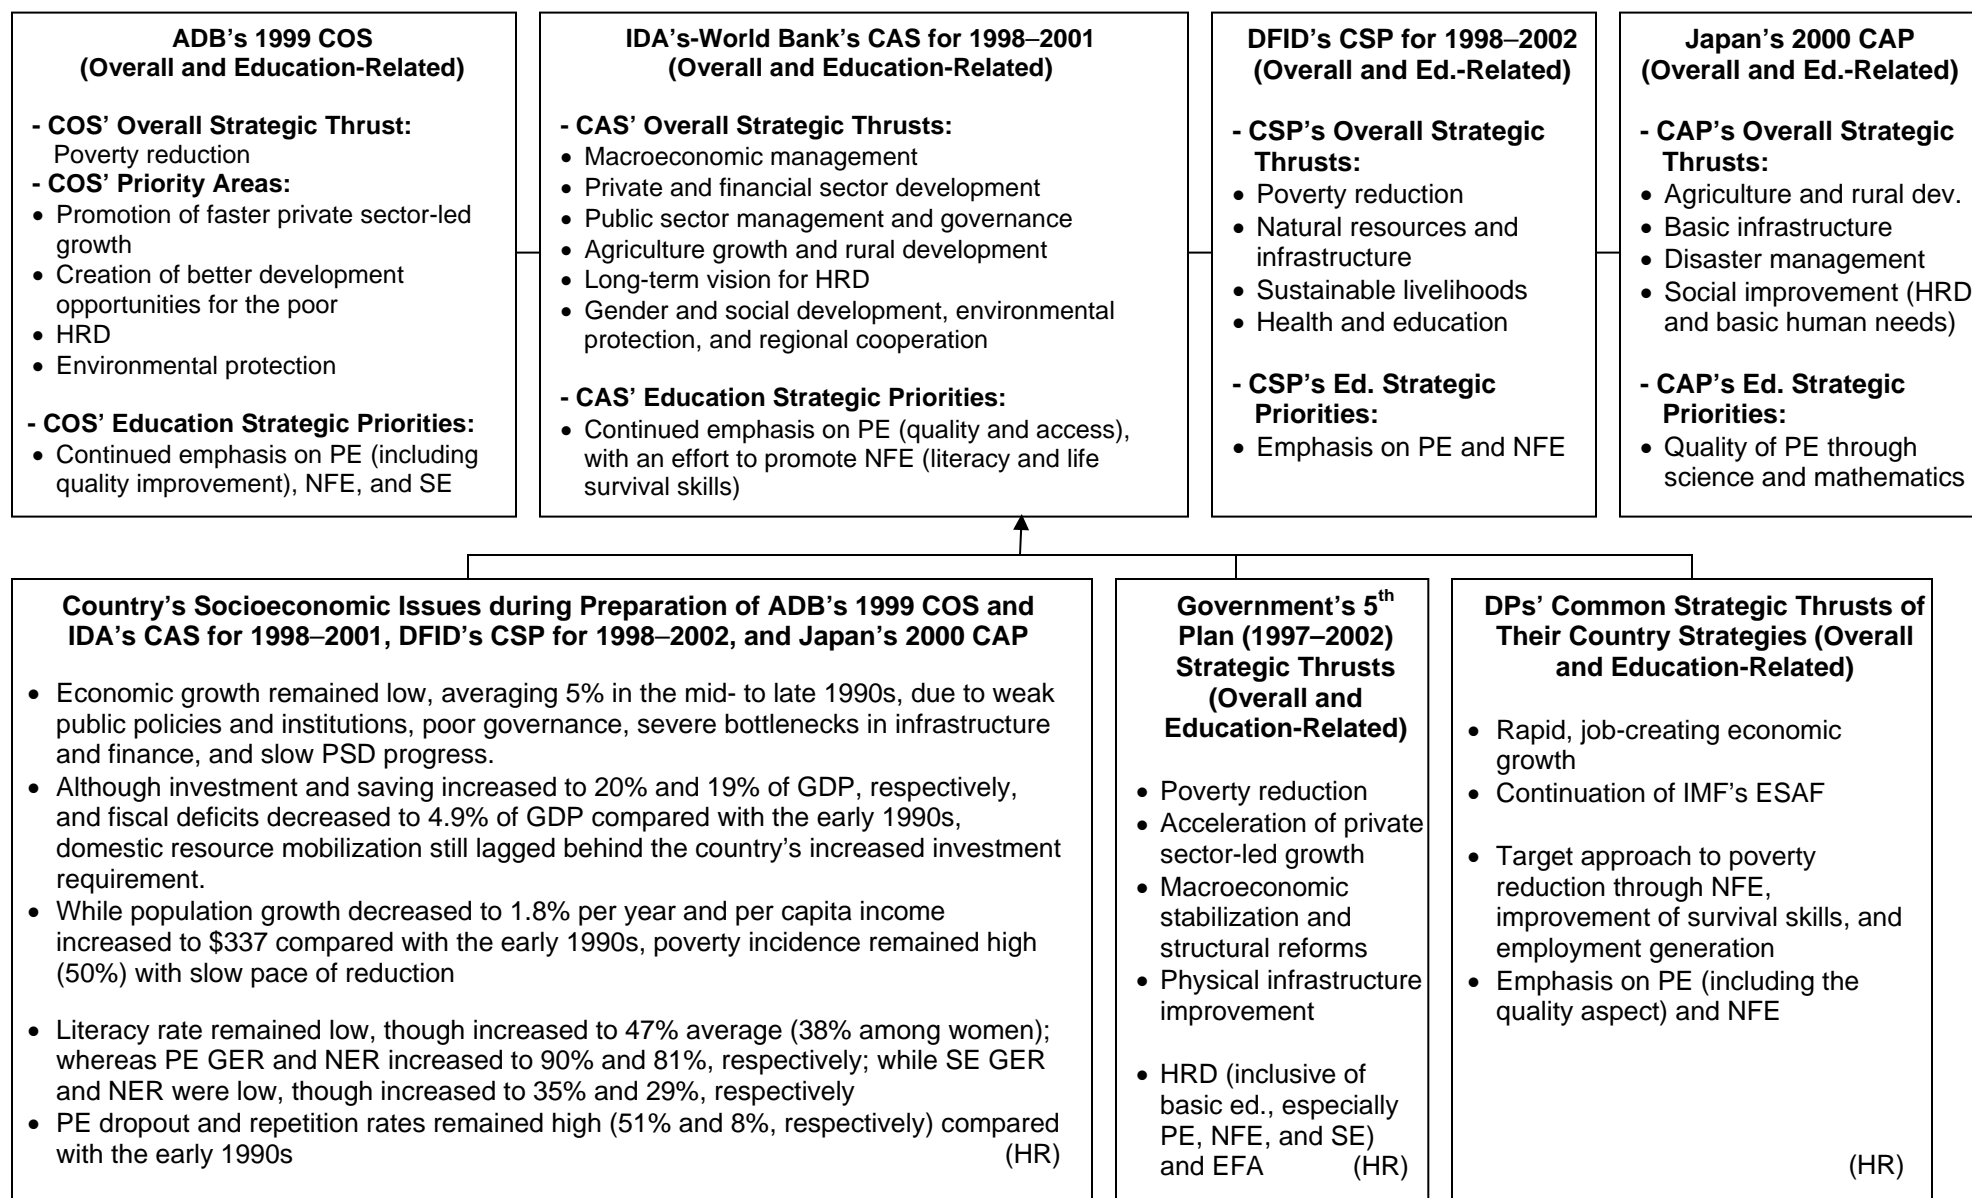 ADB’s 1999 COS
(Overall and Education-Related)
- COS’ Overall Strategic Thrust:
Poverty reduction
- COS’ Priority Areas:
• Promotion of faster private sector-led
growth
• Creation of better development
opportunities for the poor
• HRD
• Environmental protection
- COS’ Education Strategic Priorities:
• Continued emphasis on PE (including
quality improvement), NFE, and SE
IDA’s-World Bank’s CAS for 1998–2001
(Overall and Education-Related)
- CAS’ Overall Strategic Thrusts:
• Macroeconomic management
• Private and financial sector development
• Public sector management and governance
• Agriculture growth and rural development
• Long-term vision for HRD
• Gender and social development, environmental
protection, and regional cooperation
- CAS’ Education Strategic Priorities:
• Continued emphasis on PE (quality and access),
with an effort to promote NFE (literacy and life
survival skills)
DFID’s CSP for 1998–2002
(Overall and Ed.-Related)
- CSP’s Overall Strategic
Thrusts:
• Poverty reduction
• Natural resources and
infrastructure
• Sustainable livelihoods
• Health and education
- CSP’s Ed. Strategic
Priorities:
• Emphasis on PE and NFE
Japan’s 2000 CAP
(Overall and Ed.-Related)
- CAP’s Overall Strategic
Thrusts:
• Agriculture and rural dev.
• Basic infrastructure
• Disaster management
• Social improvement (HRD
and basic human needs)
- CAP’s Ed. Strategic
Priorities:
• Quality of PE through
science and mathematics
Country’s Socioeconomic Issues during Preparation of ADB’s 1999 COS and
IDA’s CAS for 1998–2001, DFID’s CSP for 1998–2002, and Japan’s 2000 CAP
• Economic growth remained low, averaging 5% in the mid- to late 1990s, due to weak
public policies and institutions, poor governance, severe bottlenecks in infrastructure
and finance, and slow PSD progress.
• Although investment and saving increased to 20% and 19% of GDP, respectively,
and fiscal deficits decreased to 4.9% of GDP compared with the early 1990s,
domestic resource mobilization still lagged behind the country’s increased investment
requirement.
• While population growth decreased to 1.8% per year and per capita income
increased to $337 compared with the early 1990s, poverty incidence remained high
(50%) with slow pace of reduction
• Literacy rate remained low, though increased to 47% average (38% among women);
whereas PE GER and NER increased to 90% and 81%, respectively; while SE GER
and NER were low, though increased to 35% and 29%, respectively
• PE dropout and repetition rates remained high (51% and 8%, respectively) compared
with the early 1990s (HR)
Government’s 5th
Plan (1997–2002)
Strategic Thrusts
(Overall and
Education-Related)
• Poverty reduction
• Acceleration of private
sector-led growth
• Macroeconomic
stabilization and
structural reforms
• Physical infrastructure
improvement
• HRD (inclusive of
basic ed., especially
PE, NFE, and SE)
and EFA (HR)
DPs’ Common Strategic Thrusts of
Their Country Strategies (Overall
and Education-Related)
• Rapid, job-creating economic
growth
• Continuation of IMF’s ESAF
• Target approach to poverty
reduction through NFE,
improvement of survival skills, and
employment generation
• Emphasis on PE (including the
quality aspect) and NFE
(HR)